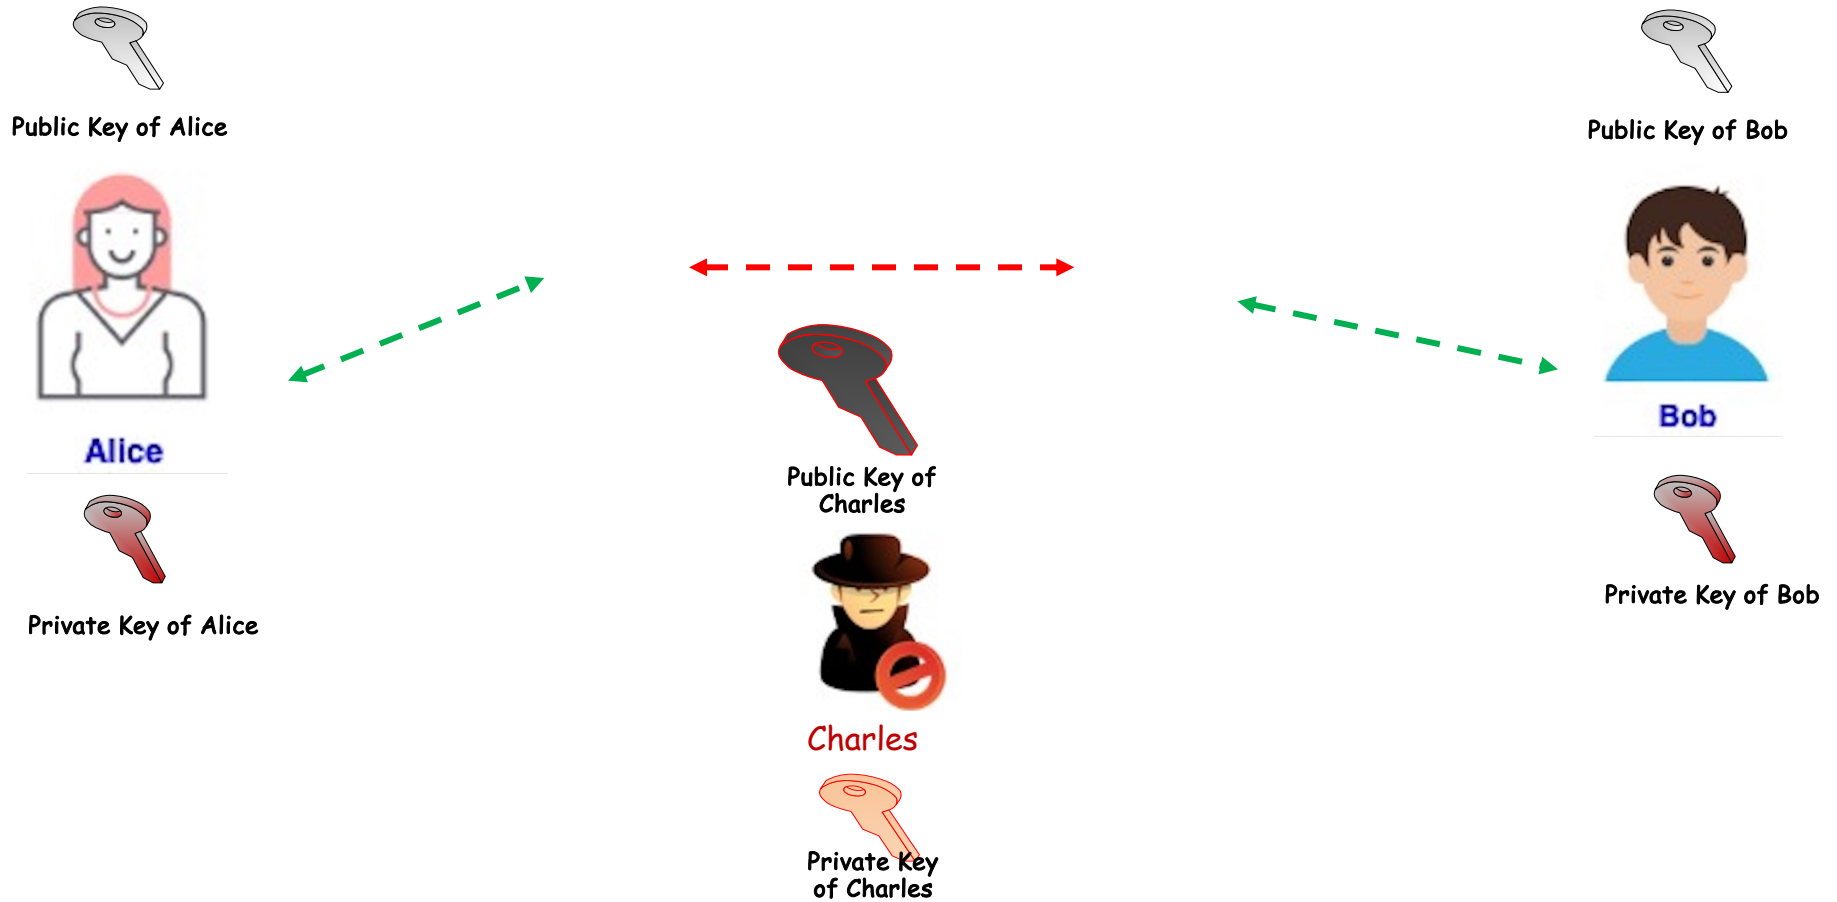 Public Key of Alice
Public Key of Bob
Alice
Bob
Public Key of
Charles
Private Key of Alice
Private Key of Bob
Charles
Private Key
of Charles